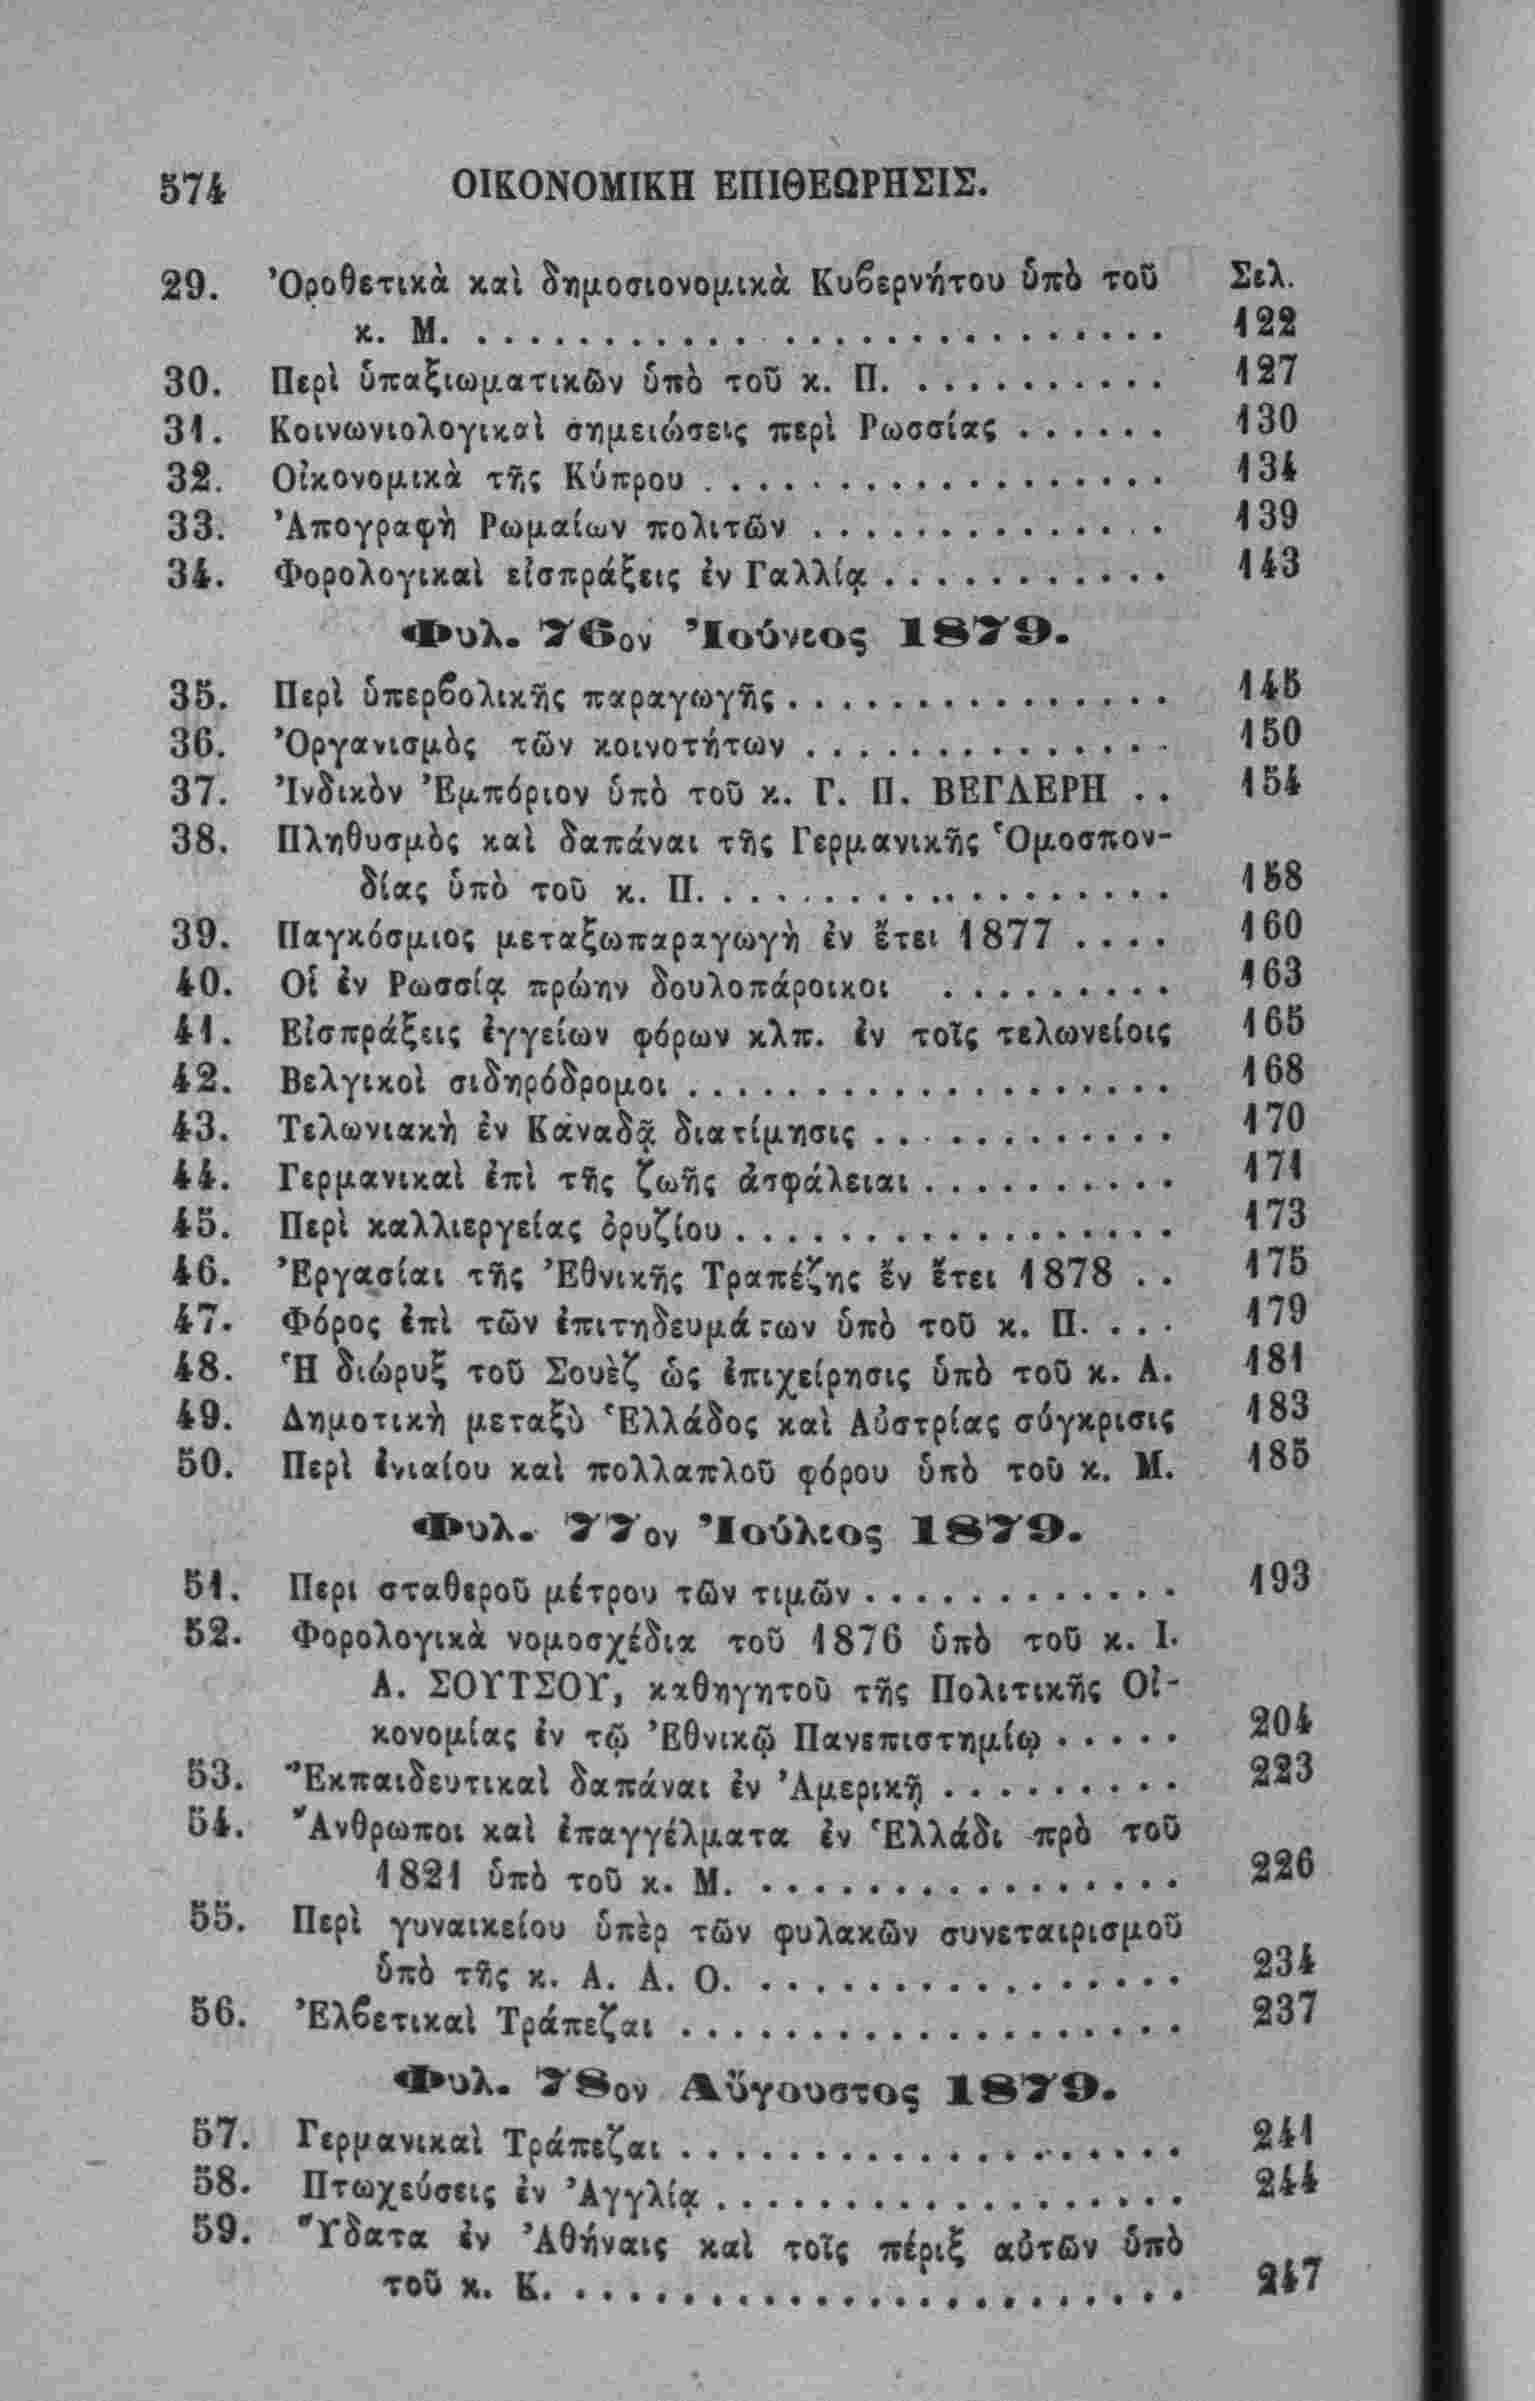 574 ΟΙΚΟΝΟΜΙΚΗ ΕΠΙΘΕΩΡΗΣΙΣ.
29. Ὁροθετικὰ καὶ δημοσιονομικὰ Κυβερνήτου ὑπὸ τοῦ Σελ.
κ. Μ. . . . . . . . . . . . . . . . . . . . . . . . . . . . 122
30. Περὶ ὑπαξιωματικῶν ὑπὸ τοῦ κ. Π. . . . . . . . . . . 127
31. Κοινωνιολογικαὶ σημειώσεις περὶ Ρωσσίας . . . . . . 130
32. Οἰκονομικὰ τῆς Κύπρου . . . . . . . . . . . . . . . . . . 134
33. Ἀπογραφὴ Ρωμαίων πολιτῶν . . . . . . . . . . . . . . 139
34. Φορολογικαὶ εἰσπράξεις ἐν Γαλλίᾳ . . . . . . . . . . . 143
Φυλ. 76ον Ἰούνιος 1879.
35. Περὶ ὑπερβολικῆς παραγωγῆς . . . . . . . . . . . . . . . 145
36. Ὀργανισμὸς τῶν κοινοτήτων . . . . . . . . . . . . . . 150
37. Ἰνδικὸν Ἐμπόριον ὑπὸ τοῦ κ. Γ. Π. ΒΕΓΛΕΡΗ . . 154
38. Πληθυσμὸς καὶ δαπάναι τῆς Γερμανικῆς Ὁμοσπον-
δίας ὑπὸ τοῦ κ. Π. . . . . . . . . . . . . . . . . . . 158
39. Παγκόσμιος μεταξωπαραγωγὴ ἐν ἔτει 1877 . . . . 160
40. Οἱ ἐν Ρωσσίᾳ πρώην δουλοπάροικοι . . . . . . . . . 163
41. Εἰσπράξεις ἐγγείων φόρων κλπ. ἐν τοῖς τελωνείοις 165
42. Βελγικοὶ σιδηρόδρομοι . . . . . . . . . . . . . . . . . . . 168
43. Τελωνιακὴ ἐν Καναδᾷ διατίμησις . . . . . . . . . . . . 170
44. Γερμανικαὶ ἐπὶ τῆς ζωῆς ἀσφάλειαι . . . . . . . . . . 171
45. Περὶ καλλιεργείας ὀρυζίου . . . . . . . . . . . . . . . . . 173
46. Ἐργασίαι τῆς Ἐθνικῆς Τραπέζης ἔν ἔτει 1878 . . 175
47. Φόρος ἐπὶ τῶν ἐπιτηδευμάτων ὑπὸ τοῦ κ. Π. . . . 179
48. Ἡ διώρυξ τοῦ Σουὲζ ὡς ἐπιχείρησις ὑπὸ τοῦ κ. Α. 181
49. Δημοτικὴ μεταξὺ Ἑλλάδος καὶ Αὐστρίας σύγκρισις 183
50. Περὶ ἑνιαίου καὶ πολλαπλοῦ φόρου ὑπὸ τοῦ κ. Μ. 185
Φυλ. 77ον Ἰούλιος 1879.
51. Περι σταθεροῦ μέτρου τῶν τιμῶν . . . . . . . . . . . . 193
52. Φορολογικὰ νομοσχέδια τοῦ 1876 ὑπὸ τοῦ κ. Ι.
Α. ΣΟΥΤΣΟΥ, καθηγητοῦ τῆς Πολιτικῆς Οἰ-
κονομίας ἐν τῷ Ἐθνικῷ Πανεπιστημίῳ . . . . . 204
53. Ἐκπαιδευτικαὶ δαπάναι ἐν Ἀμερικῇ . . . . . . . . . 223
54. Ἄνθρωποι καὶ ἐπαγγέλματα ἐν Ἑλλάδι πρὸ τοῦ
1821 ὑπὸ τοῦ κ. Μ. . . . . . . . . . . . . . . . . . 226
55. Περὶ γυναικείου ὑπὲρ τῶν φυλακῶν συνεταιρισμοῦ
ὑπὸ τῆς κ. Α. Α. Ο. . . . . . . . . . . . . . . . . . 234
56. Ἐλβετικαὶ Τράπεζαι . . . . . . . . . . . . . . . . . . . 237
Φυλ. 78ον Αὔγουστος 1879.
57. Γερμανικαὶ Τράπεζαι . . . . . . . . . . . . . . . . . . . 241
58. Πτωχεύσεις ἐν Ἀγγλίᾳ . . . . . . . . . . . . . . . . . . 244
59. Ὕδατα ἐν Ἀθήναις καὶ τοῖς πέριξ αὐτῶν ὑπὸ
τοῦ κ. Κ. . . . . . . . . . . . . . . . . . . . . . . . . 247